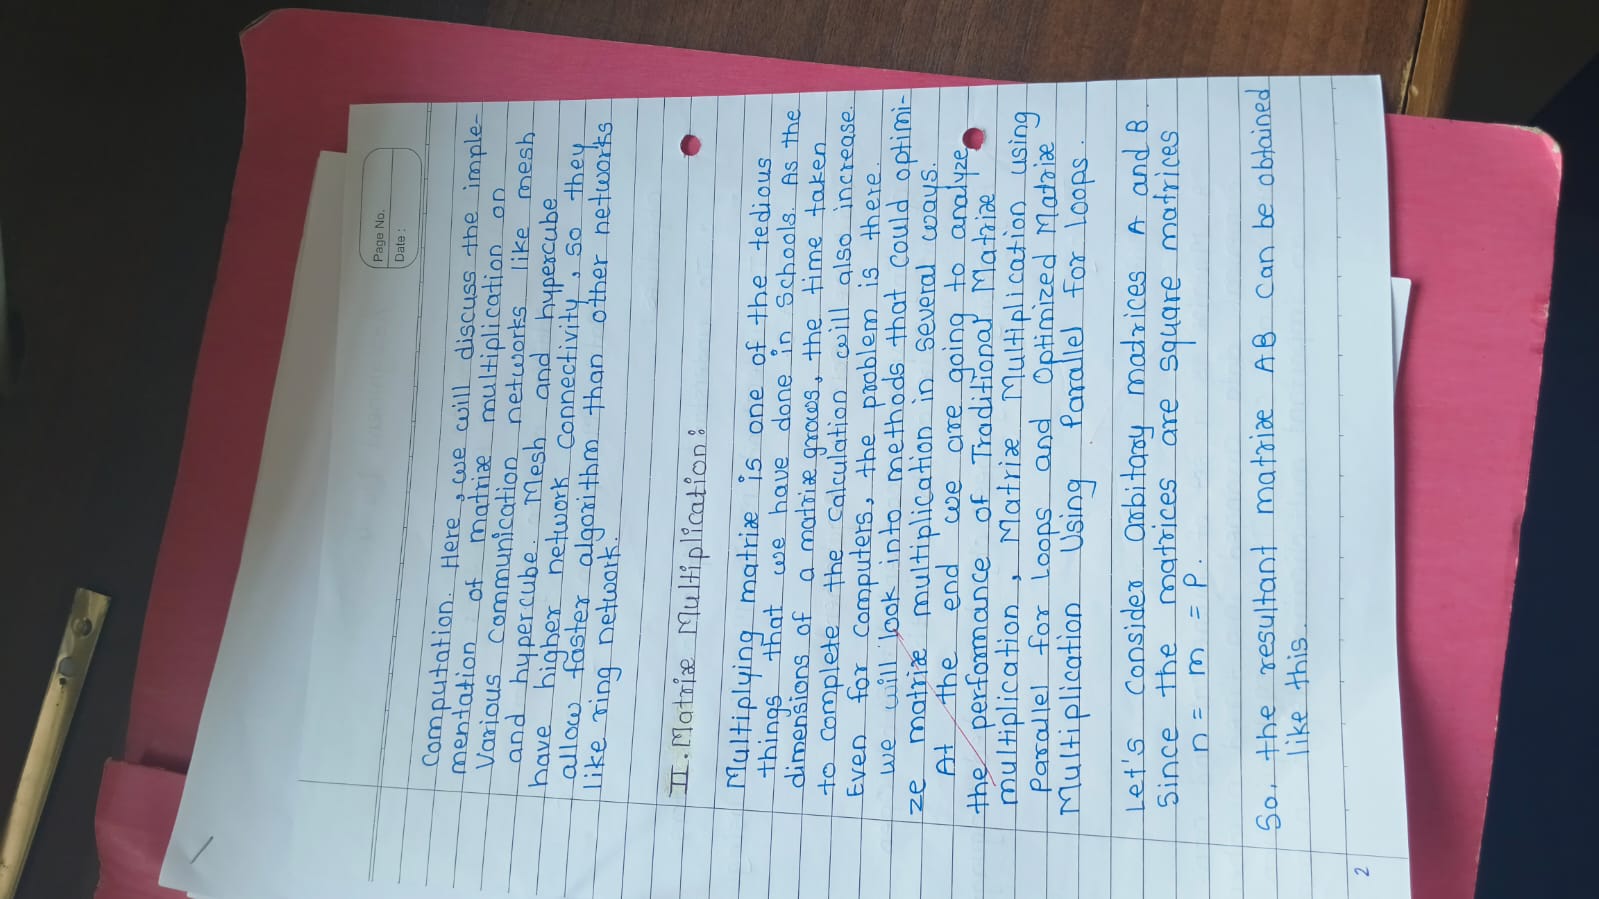 Page No.
Date :
Computation. Here, we will discuss the imple-
mentation of matrix multiplication on
Various Communication networks like mesh
and hypercube. Mesh and hypercube
have higher network connectivity, so they
allow faster algorithm than other networks
like ring network.
II. Matrix Multiplication:
Multiplying matrix is one of the tedious
things that we have done in Schools. As the
dimensions of a matrix grows, the time taken
to complete the calculation will also increase.
Even for computers, the problem is there.
we will look into methods that could optimi-
ze matrix multiplication in several ways.
At the end we are going to analyze
the performance of Traditional Matrix
multiplication, Matrix Multiplication using
Parallel for Loops and Optimized Matrix
Multiplication Using Parallel for Loops.
Let's Consider arbitary matrices A and B.
Since the matrices are square matrices
n = m = P.
So, the resultant matrix AB can be obtained
like this.
2